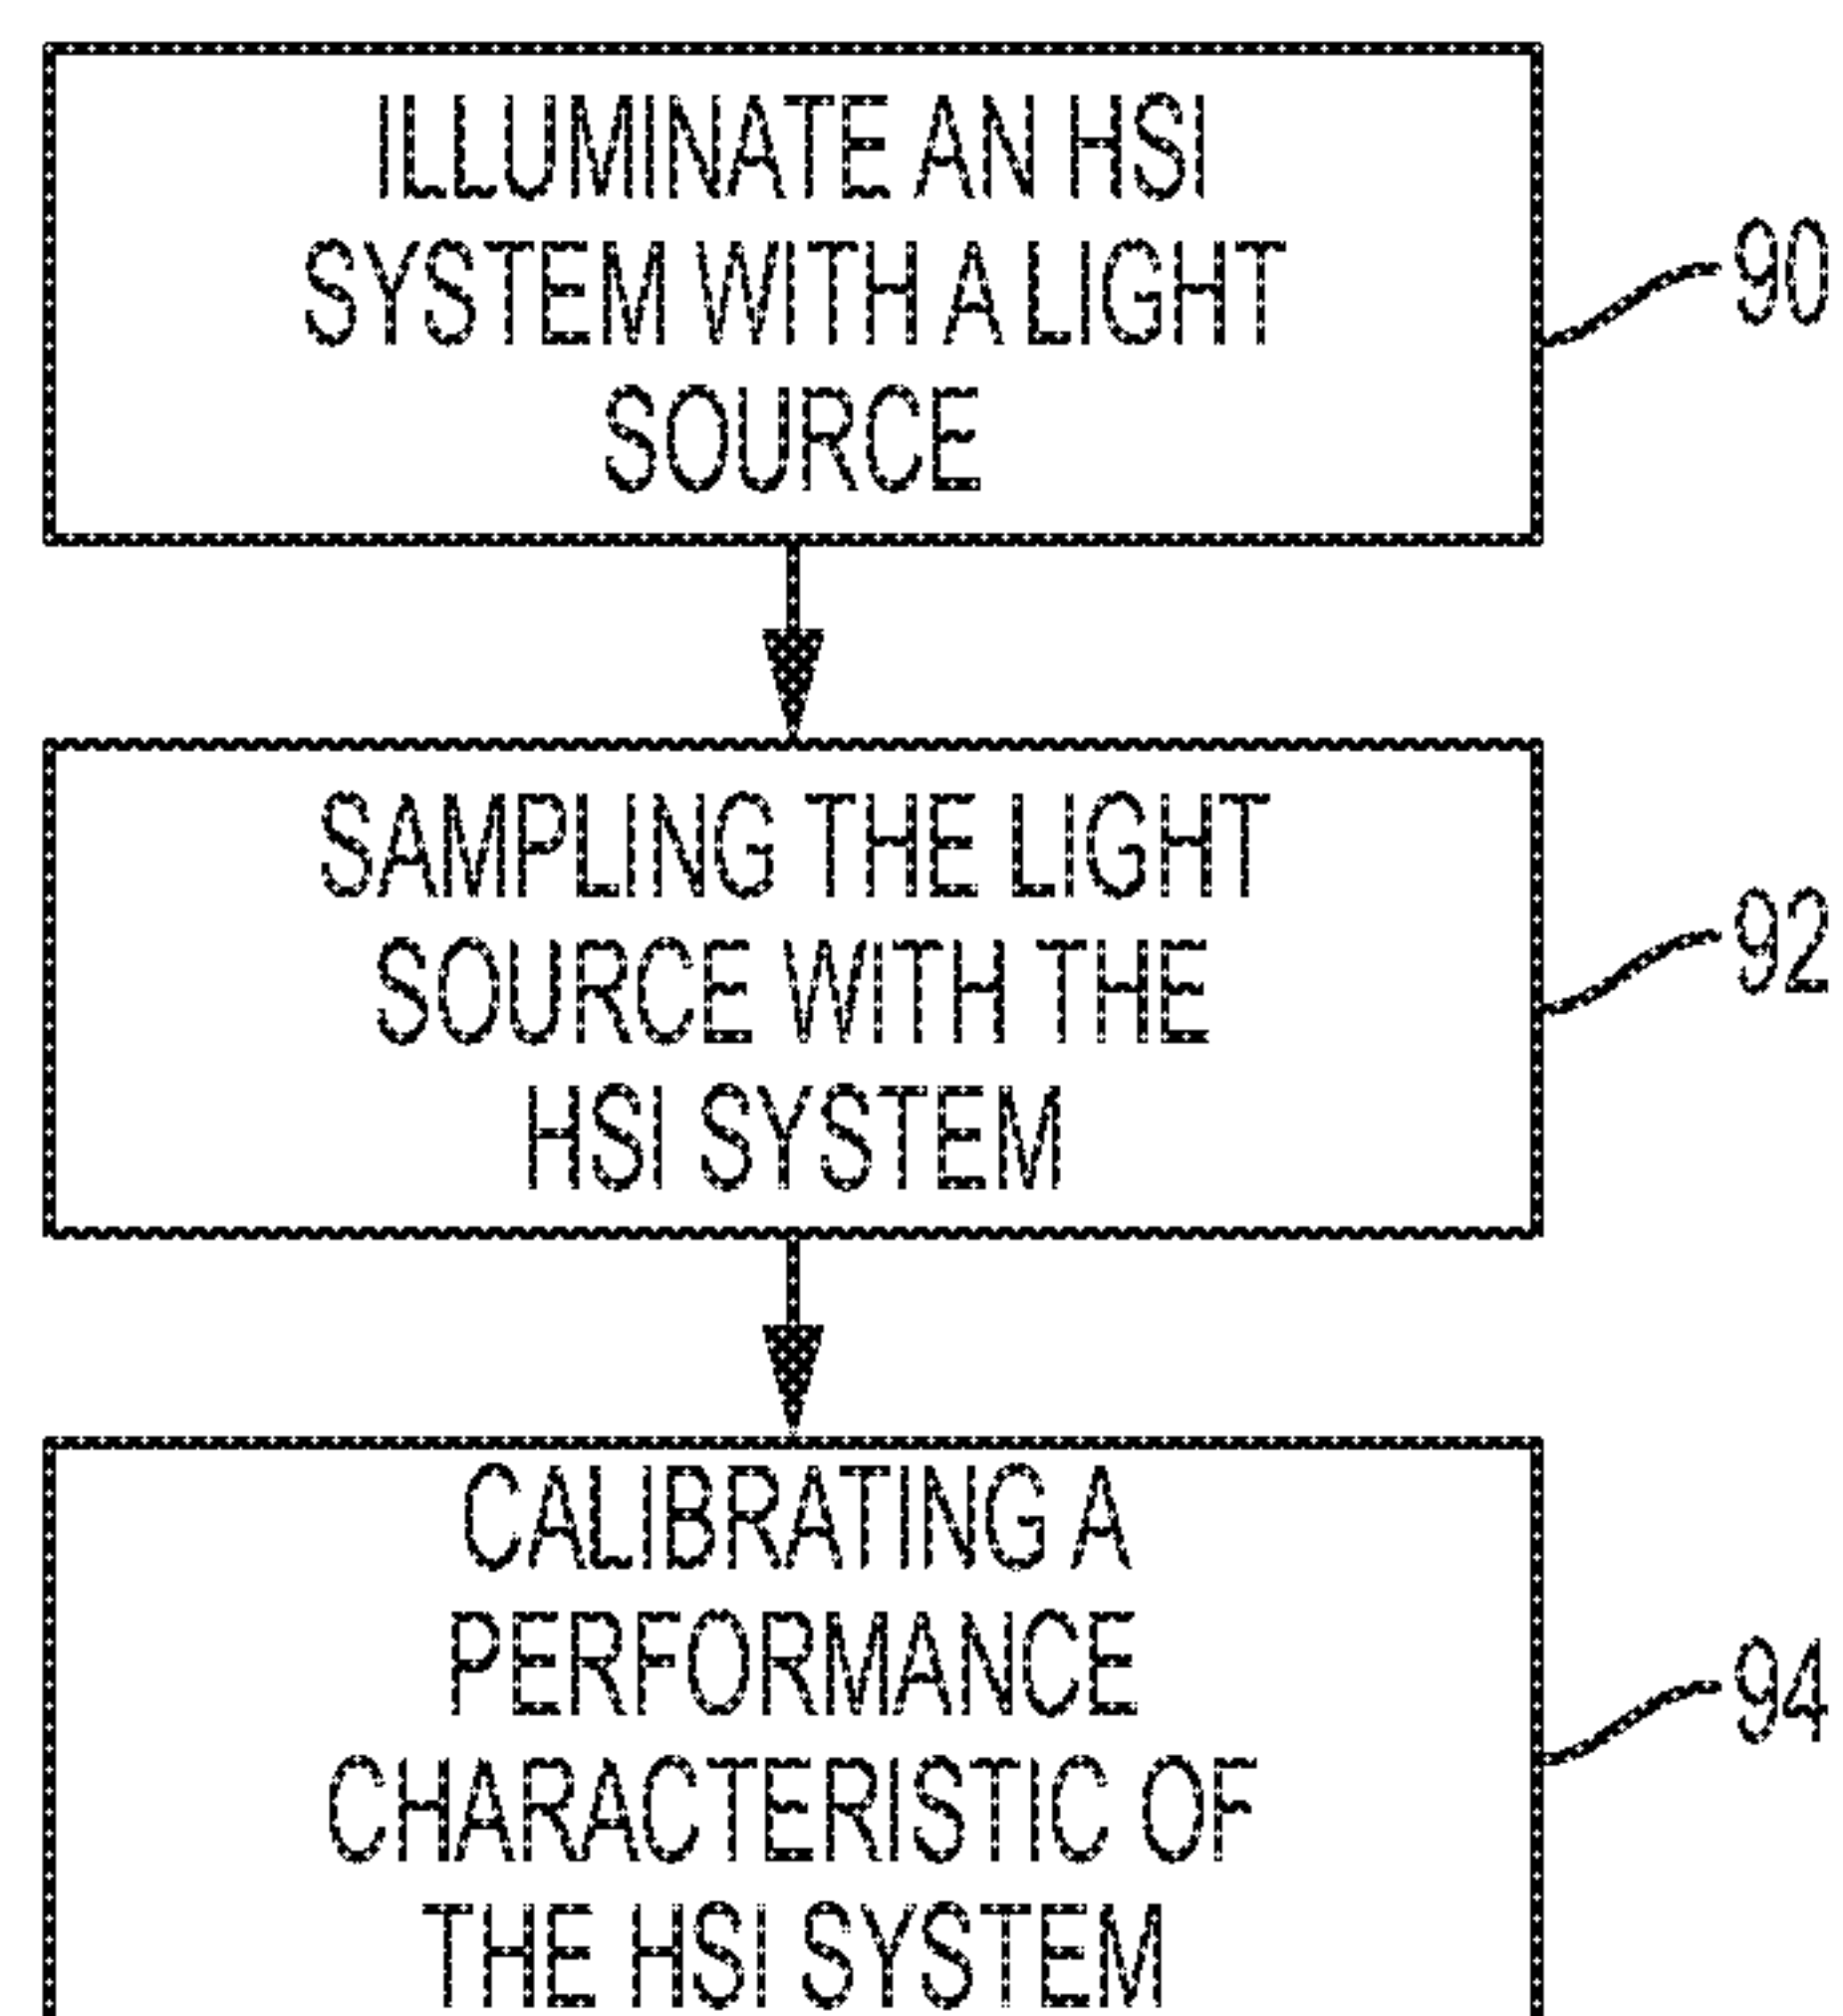 ILLUMINATE AN HSI
SYSTEM WITH A LIGHT
SOURCE
90
SAMPLING THE LIGHT
SOURCE WITH THE
HSI SYSTEM
92
CALIBRATING A
PERFORMANCE
CHARACTERISTIC OF
THE HSI SYSTEM
94